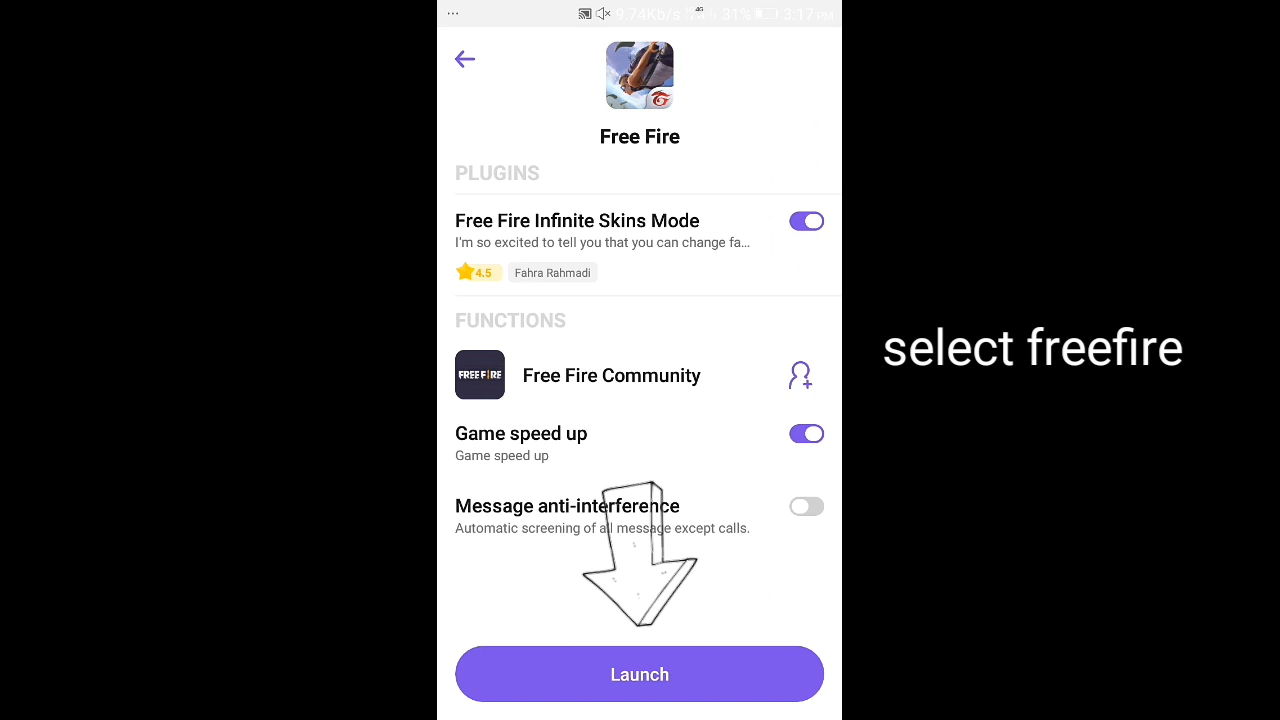 ... 9.74Kb/s 4G 31% 3:17 PM
Free Fire
PLUGINS
Free Fire Infinite Skins Mode
I'm so excited to tell you that you can change fa...
4.5 Fahra Rahmadi
FUNCTIONS
FREE FIRE Free Fire Community
Game speed up
Game speed up
Message anti-interference
Automatic screening of all message except calls.
Launch
select freefire